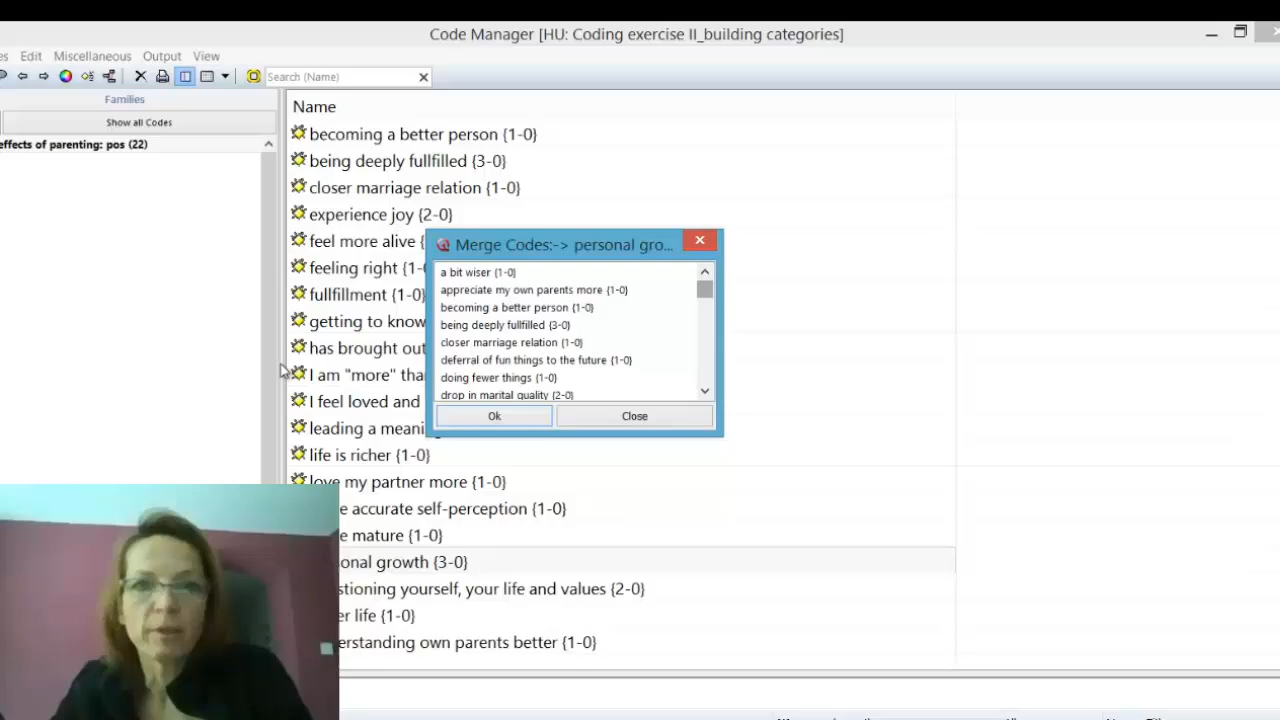 Code Manager [HU: Coding exercise II_building categories]
es Edit Miscellaneous Output View
Search (Name)
Families
Show all Codes
effects of parenting: pos (22)
Name
becoming a better person {1-0}
being deeply fullfilled {3-0}
closer marriage relation {1-0}
experience joy {2-0}
feel more alive {
feeling right {1-0
fullfillment {1-0}
getting to know
has brought out
I am "more" tha
I feel loved and
leading a meani
life is richer {1-0}
love my partner more {1-0}
e accurate self-perception {1-0}
e mature {1-0}
onal growth {3-0}
stioning yourself, your life and values {2-0}
er life {1-0}
erstanding own parents better {1-0}
Merge Codes:-> personal gro...
a bit wiser {1-0}
appreciate my own parents more {1-0}
becoming a better person {1-0}
being deeply fullfilled {3-0}
closer marriage relation {1-0}
deferral of fun things to the future {1-0}
doing fewer things {1-0}
drop in marital quality {2-0}
Ok Close